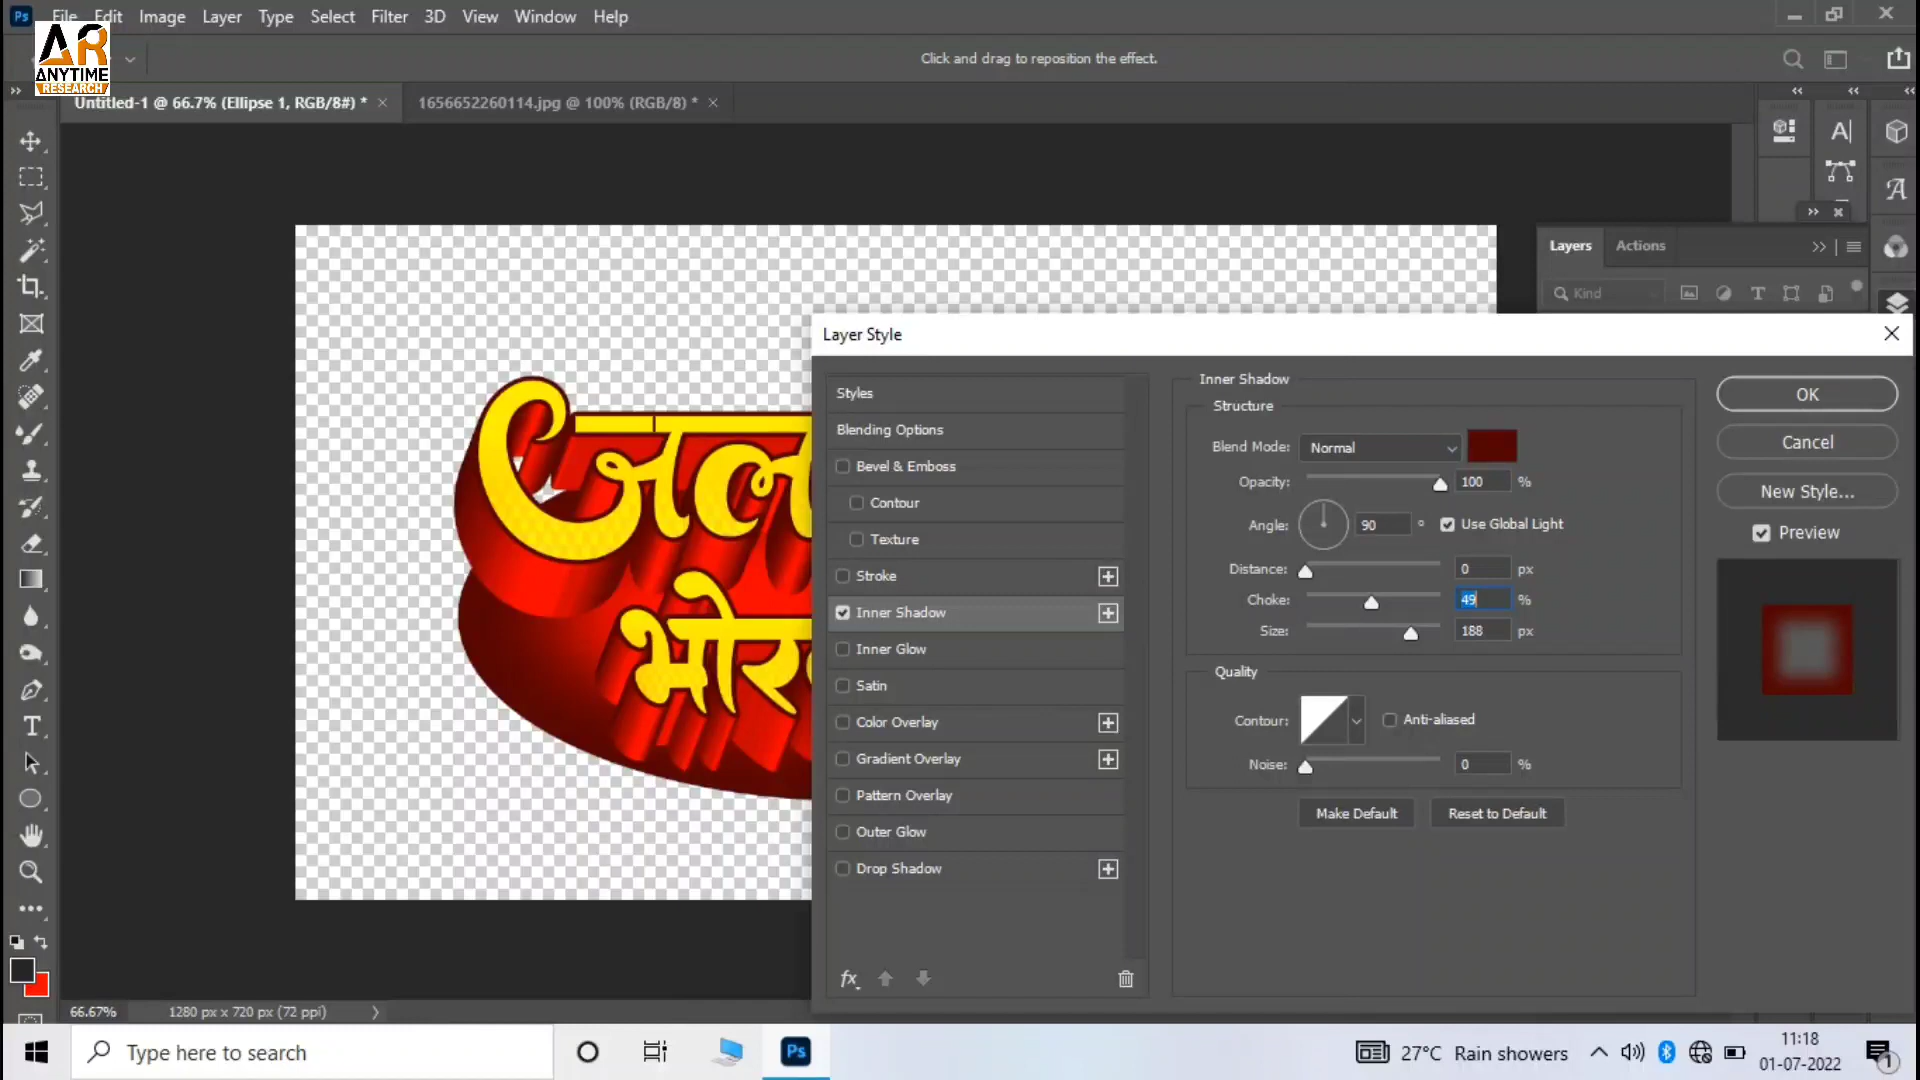 Ps File Edit Image Layer Type Select Filter 3D View Window Help
AR
ANYTIME
RESEARCH
Click and drag to reposition the effect.
Untitled-1 @ 66.7% (Ellipse 1, RGB/8#) *
1656652260114.jpg @ 100% (RGB/8) *
Layers
Actions
Kind
Layer Style
Styles
Blending Options
Bevel & Emboss
Contour
Texture
Stroke
Inner Shadow
Inner Glow
Satin
Color Overlay
Gradient Overlay
Pattern Overlay
Outer Glow
Drop Shadow
fx
Inner Shadow
Structure
Blend Mode: Normal
Opacity: 100 %
Angle: 90 ° Use Global Light
Distance: 0 px
Choke: 49 %
Size: 188 px
Quality
Contour: Anti-aliased
Noise: 0 %
Make Default Reset to Default
OK
Cancel
New Style...
Preview
66.67% 1280 px x 720 px (72 ppi)
Type here to search
Ps
27°C Rain showers
11:18
01-07-2022
1